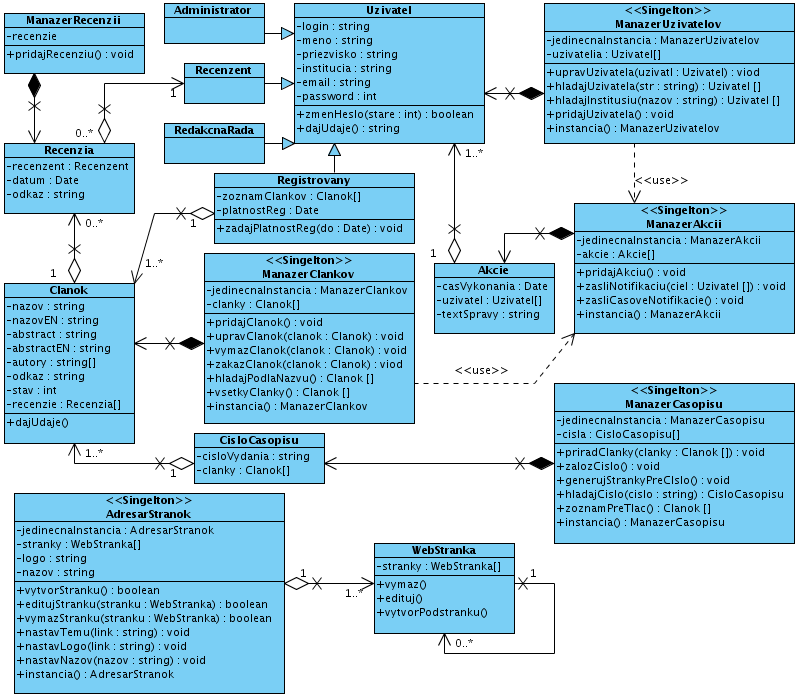 ManazerRecenzii
-recenzie
+pridajRecenziu() : void
Administrator
Recenzent
RedakcnaRada
Uzivatel
-login : string
-meno : string
-priezvisko : string
-institucia : string
-email : string
-password : int
+zmenHeslo(stare : int) : boolean
+dajUdaje() : string
<<Singelton>>
ManazerUzivatelov
-jedinecnaInstancia : ManazerUzivatelov
-uzivatelia : Uzivatel[]
+upravUzivatela(uzivatl : Uzivatel) : viod
+hladajUzivatela(str : string) : Uzivatel []
+hladajInstitusiu(nazov : string) : Uzivatel []
+pridajUzivatela() : void
+instancia() : ManazerUzivatelov
1
0..*
Recenzia
-recenzent : Recenzent
-datum : Date
-odkaz : string
1..*
<<use>>
Registrovany
-zoznamClankov : Clanok[]
-platnostReg : Date
+zadajPlatnostReg(do : Date) : void
1
0..*
1
1..*
1
<<Singelton>>
ManazerAkcii
-jedinecnaInstancia : ManazerAkcii
-akcie : Akcie[]
+pridajAkciu() : void
+zasliNotifikaciu(ciel : Uzivatel []) : void
+zasliCasoveNotifikacie() : void
+instancia() : ManazerAkcii
Akcie
-casVykonania : Date
-uzivatel : Uzivatel[]
-textSpravy : string
Clanok
-nazov : string
-nazovEN : string
-abstract : string
-abstractEN : string
-autory : string[]
-odkaz : string
-stav : int
-recenzie : Recenzia[]
+dajUdaje()
<<Singelton>>
ManazerClankov
-jedinecnaInstancia : ManazerClankov
-clanky : Clanok[]
+pridajClanok() : void
+upravClanok(clanok : Clanok) : void
+vymazClanok(clanok : Clanok) : void
+zakazClanok(clanok : Clanok) : viod
+hladajPodlaNazvu() : Clanok []
+vsetkyClanky() : Clanok []
+instancia() : ManazerClankov
<<use>>
<<Singelton>>
ManazerCasopisu
-jedinecnaInstancia : ManazerCasopisu
-cisla : CisloCasopisu[]
+priradClanky(clanky : Clanok []) : void
+zalozCislo() : void
+generujStrankyPreCIslo() : void
+hladajCislo(cislo : string) : CisloCasopisu
+zoznamPreTlac() : Clanok []
+instancia() : ManazerCasopisu
1..*
1
CisloCasopisu
-cisloVydania : string
-clanky : Clanok[]
<<Singelton>>
AdresarStranok
-jedinecnaInstancia : AdresarStranok
-stranky : WebStranka[]
-logo : string
-nazov : string
+vytvorStranku() : boolean
+editujStranku(stranku : WebStranka) : boolean
+vymazStranku(stranku : WebStranka) : boolean
+nastavTemu(link : string) : void
+nastavLogo(link : string) : void
+nastavNazov(nazov : string) : void
+instancia() : AdresarStranok
1
1..*
WebStranka
-stranky : WebStranka[]
+vymaz()
+edituj()
+vytvorPodstranku()
1
0..*